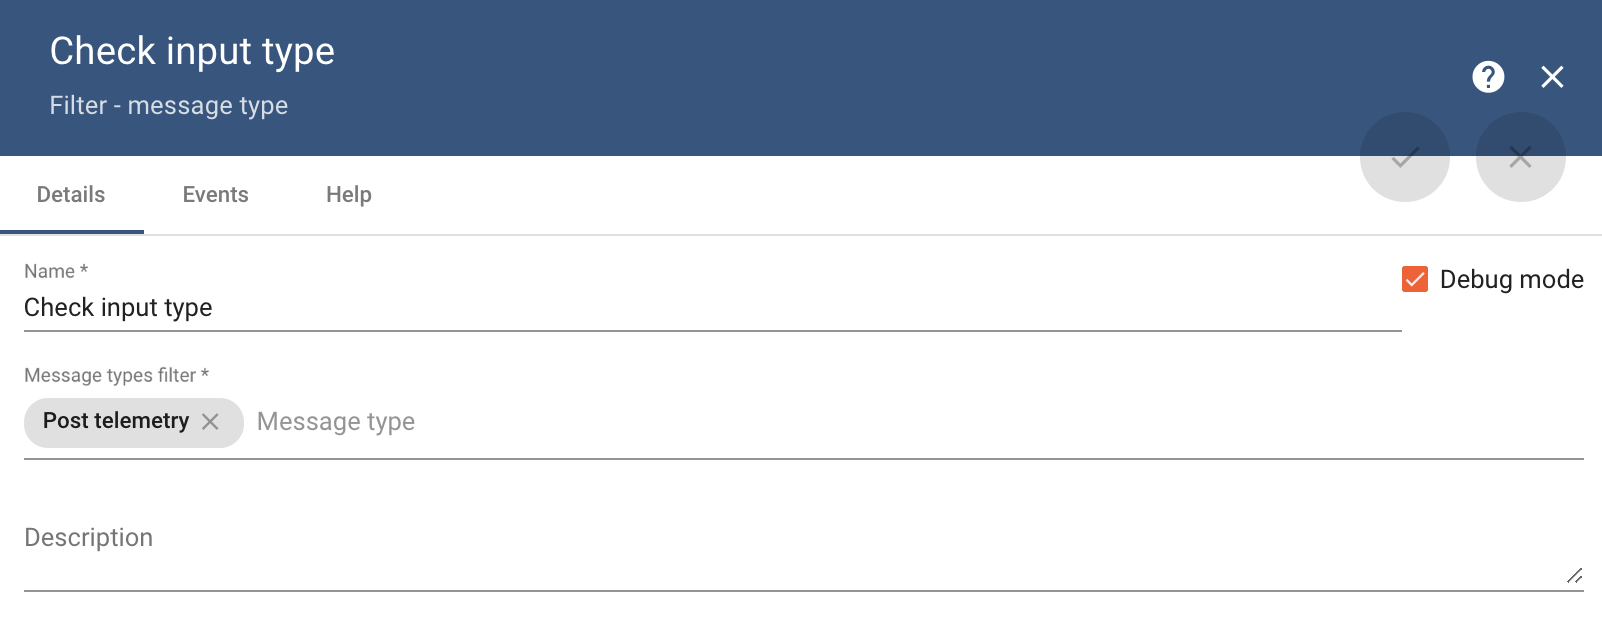 Check input type
Filter - message type
Details
Events
Help
Name *
Check input type
Debug mode
Message types filter *
Post telemetry
Message type
Description